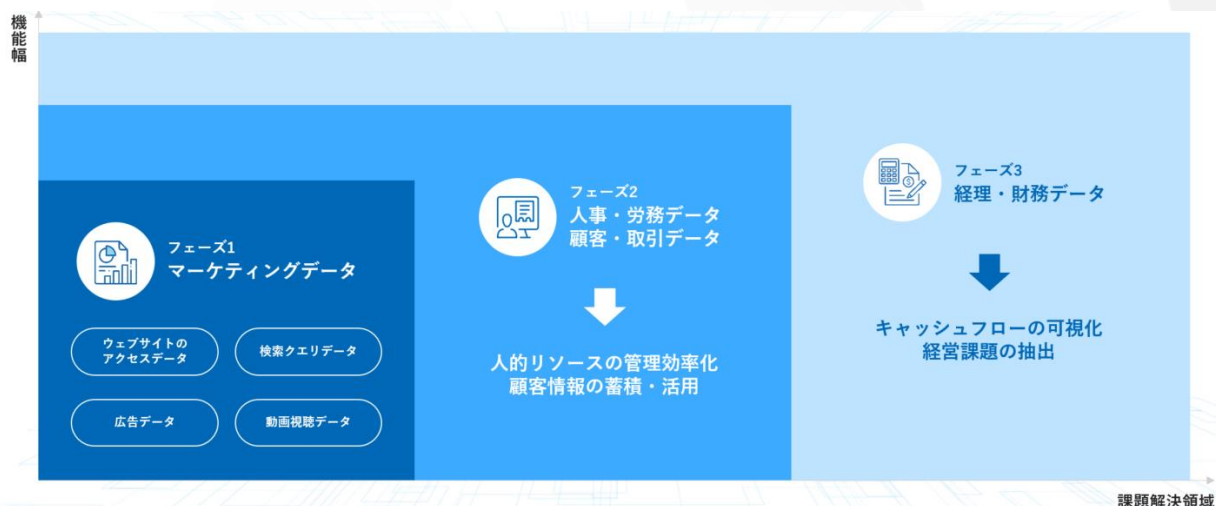 機能幅
フェーズ1
マーケティングデータ
ウェブサイトの
アクセスデータ
検索クエリデータ
広告データ
動画視聴データ
フェーズ2
人事・労務データ
顧客・取引データ
人的リソースの管理効率化
顧客情報の蓄積・活用
フェーズ3
経理・財務データ
キャッシュフローの可視化
経営課題の抽出
課題解決領域